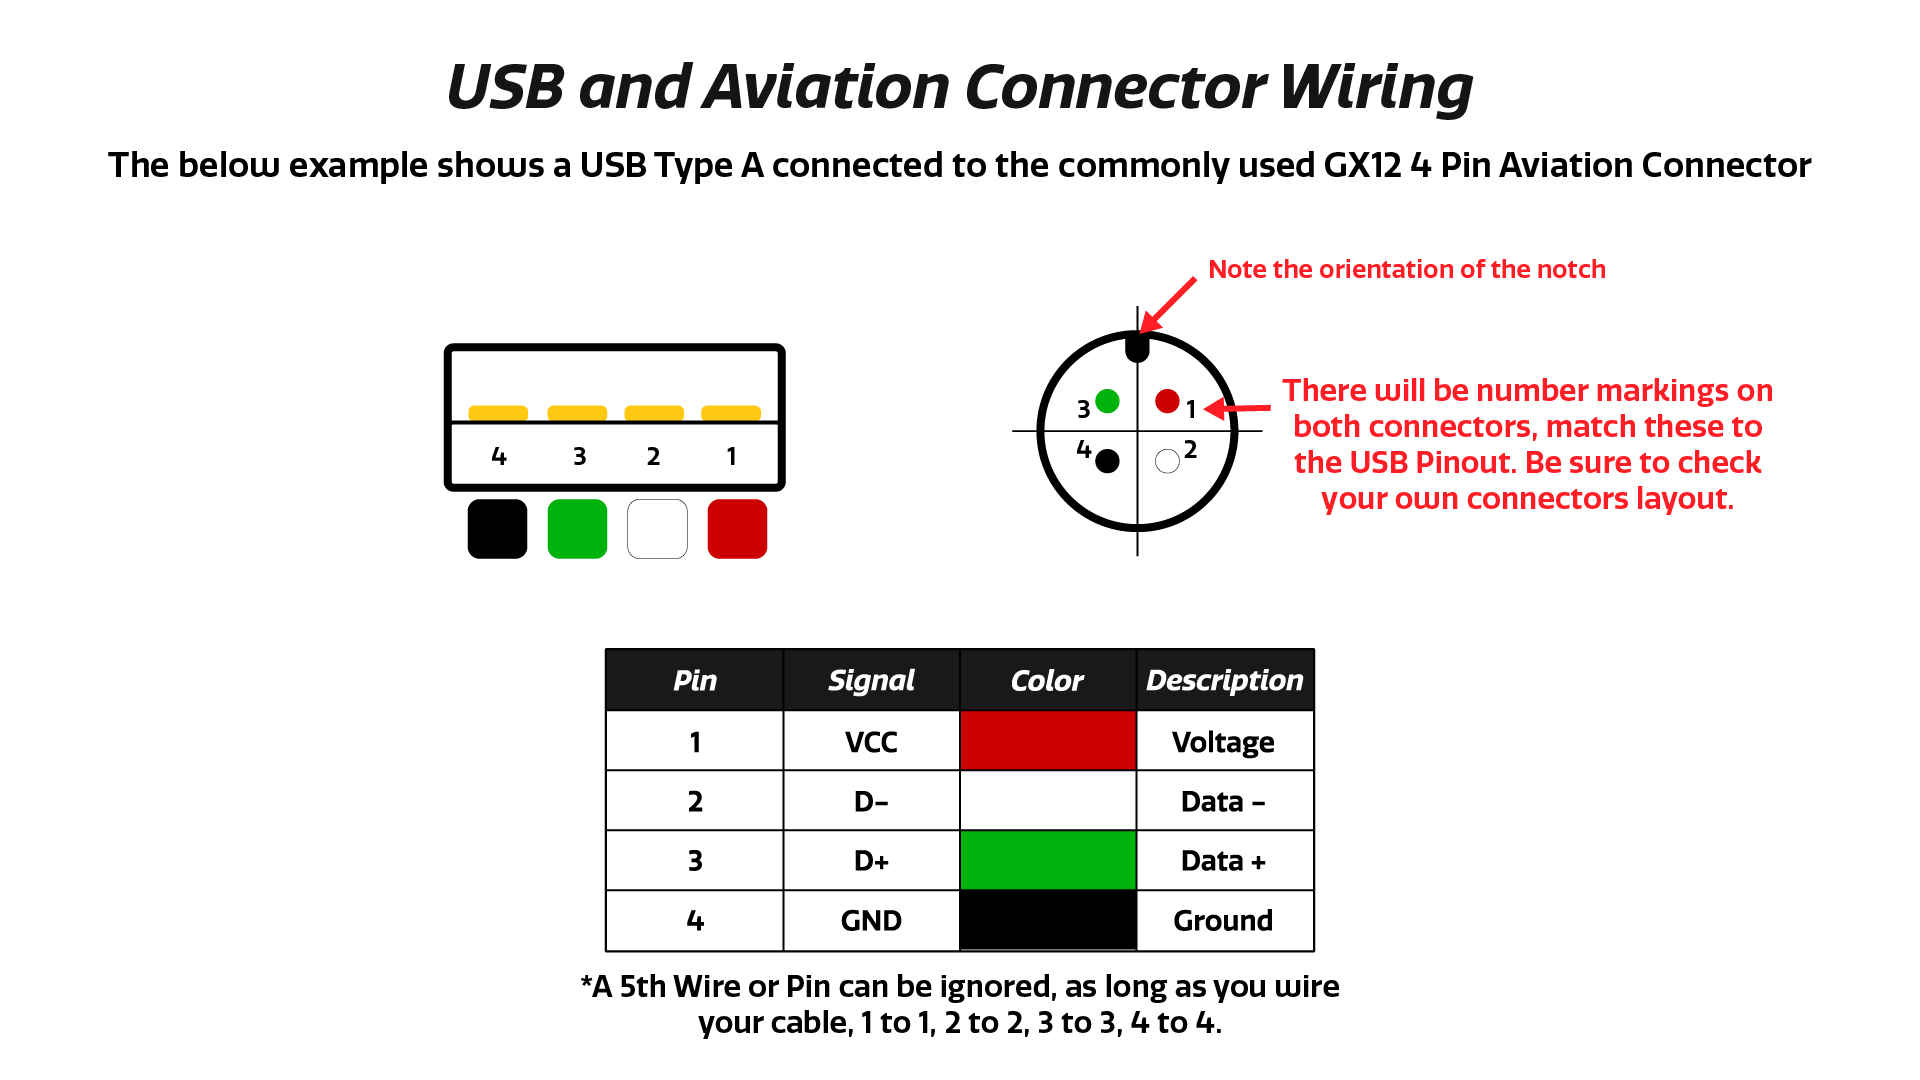 USB and Aviation Connector Wiring
The below example shows a USB Type A connected to the commonly used GX12 4 Pin Aviation Connector
Note the orientation of the notch
4 3 2 1
3 1
4 2
There will be number markings on
both connectors, match these to
the USB Pinout. Be sure to check
your own connectors layout.
Pin Signal Color Description
1 VCC Voltage
2 D- Data -
3 D+ Data +
4 GND Ground
*A 5th Wire or Pin can be ignored, as long as you wire
your cable, 1 to 1, 2 to 2, 3 to 3, 4 to 4.